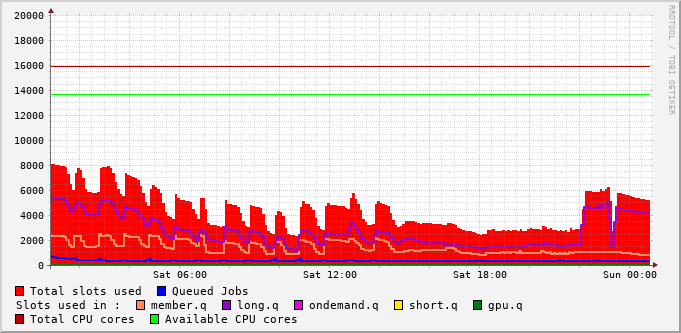 RRDTOOL / TOBI OETIKER
20000
18000
16000
14000
12000
10000
8000
6000
4000
2000
0
Sat 06:00 Sat 12:00 Sat 18:00 Sun 00:00
Total slots used Queued Jobs
Slots used in : member.q long.q ondemand.q short.q gpu.q
Total CPU cores Available CPU cores